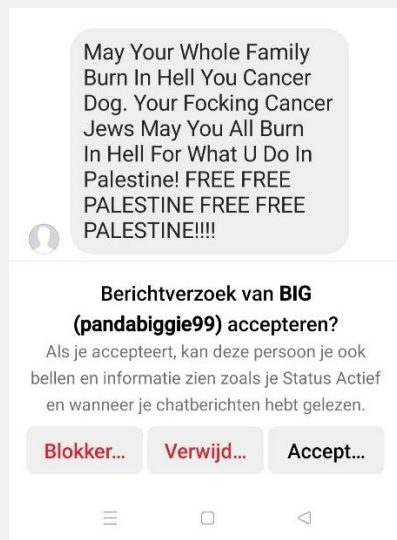 May Your Whole Family
Burn In Hell You Cancer
Dog. Your Focking Cancer
Jews May You All Burn
In Hell For What U Do In
Palestine! FREE FREE
PALESTINE FREE FREE
PALESTINE!!!!
Berichtverzoek van BIG
(pandabiggie99) accepteren?
Als je accepteert, kan deze persoon je ook
bellen en informatie zien zoals je Status Actief
en wanneer je chatberichten hebt gelezen.
Blokker... Verwijd... Accept...